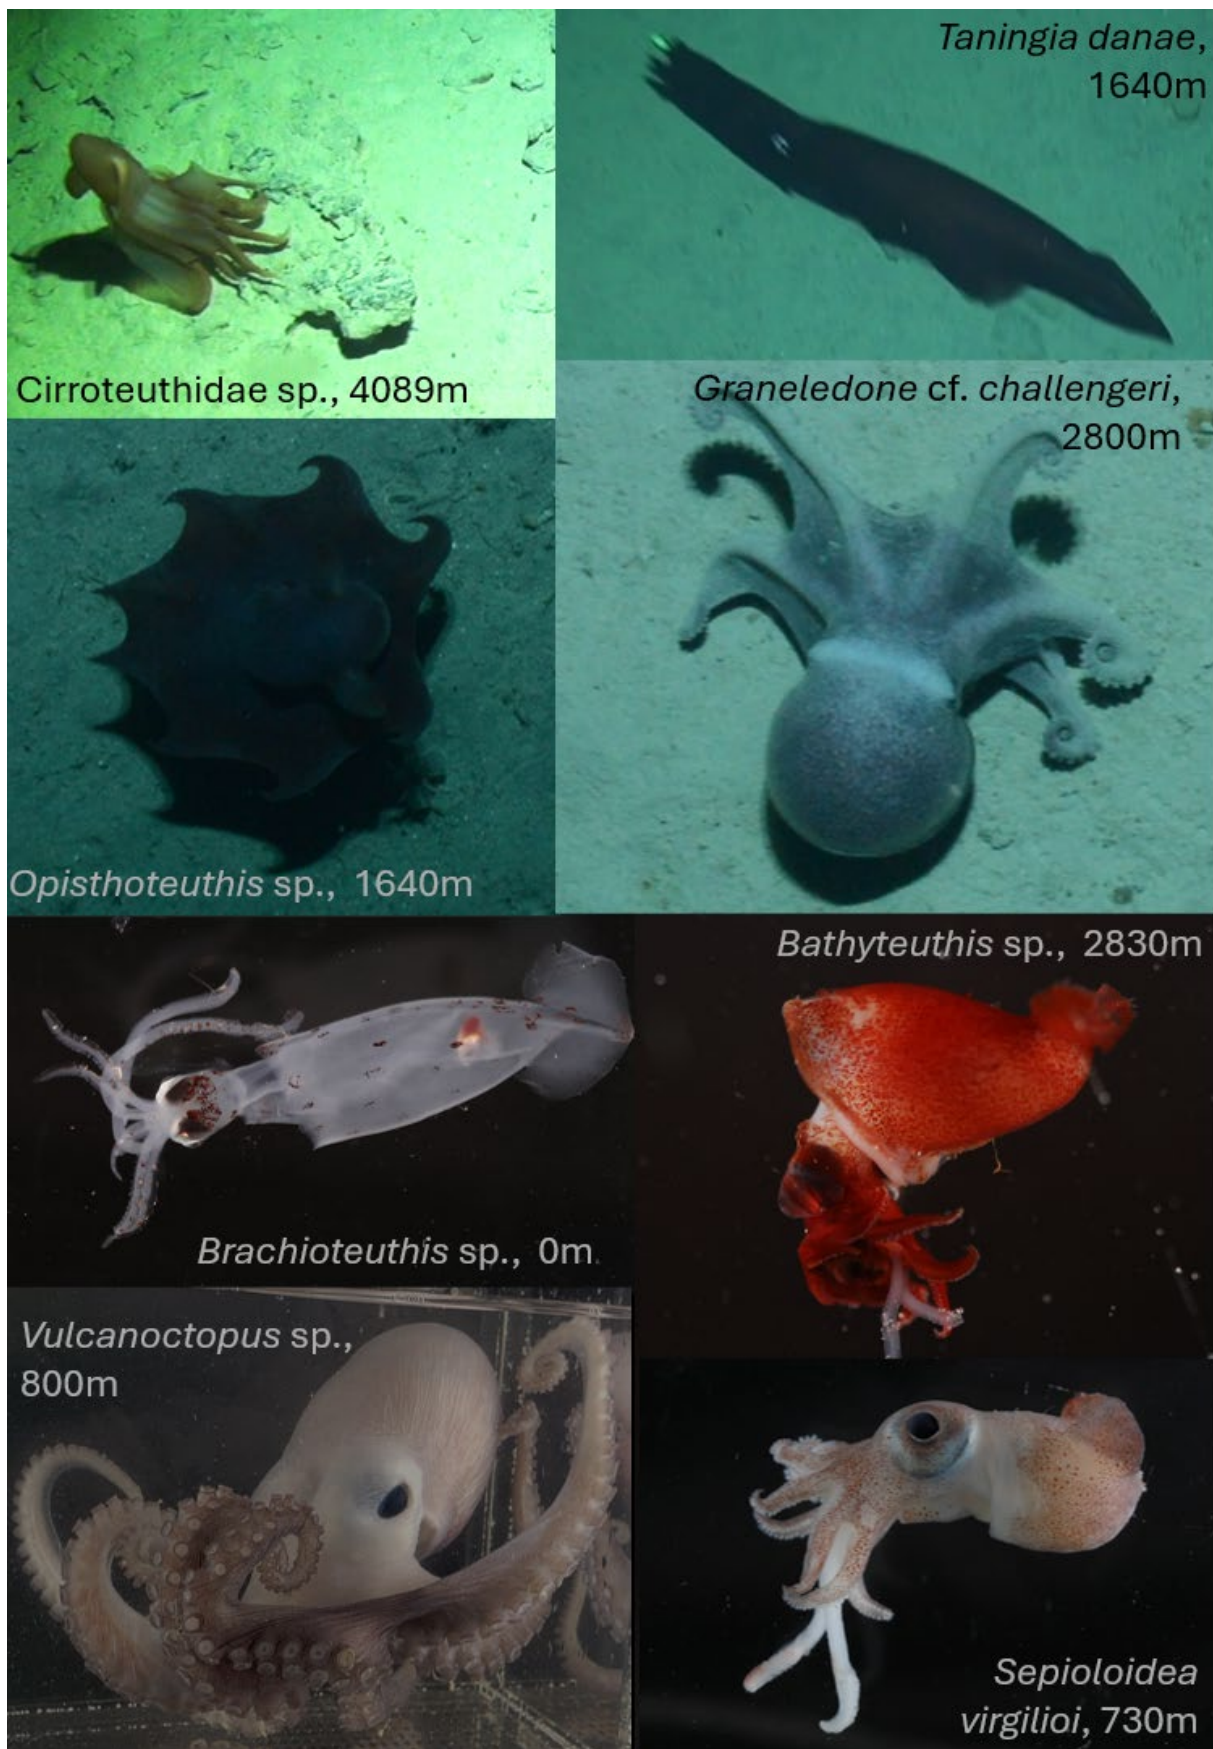 Taningia danae,
1640m
Cirroteuthidae sp., 4089m
Graneledone cf. challengeri,
2800m
Opisthoteuthis sp., 1640m
Bathyteuthis sp., 2830m
Brachioteuthis sp., 0m
Vulcanoctopus sp.,
800m
Sepioloidea
virgilioi, 730m